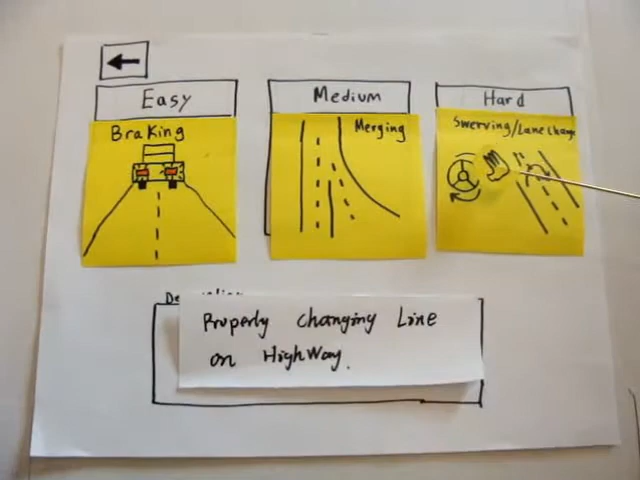 Easy
Medium
Hard
Braking
Merging
Swerving/Lane Change
Properly changing Line
on HighWay.